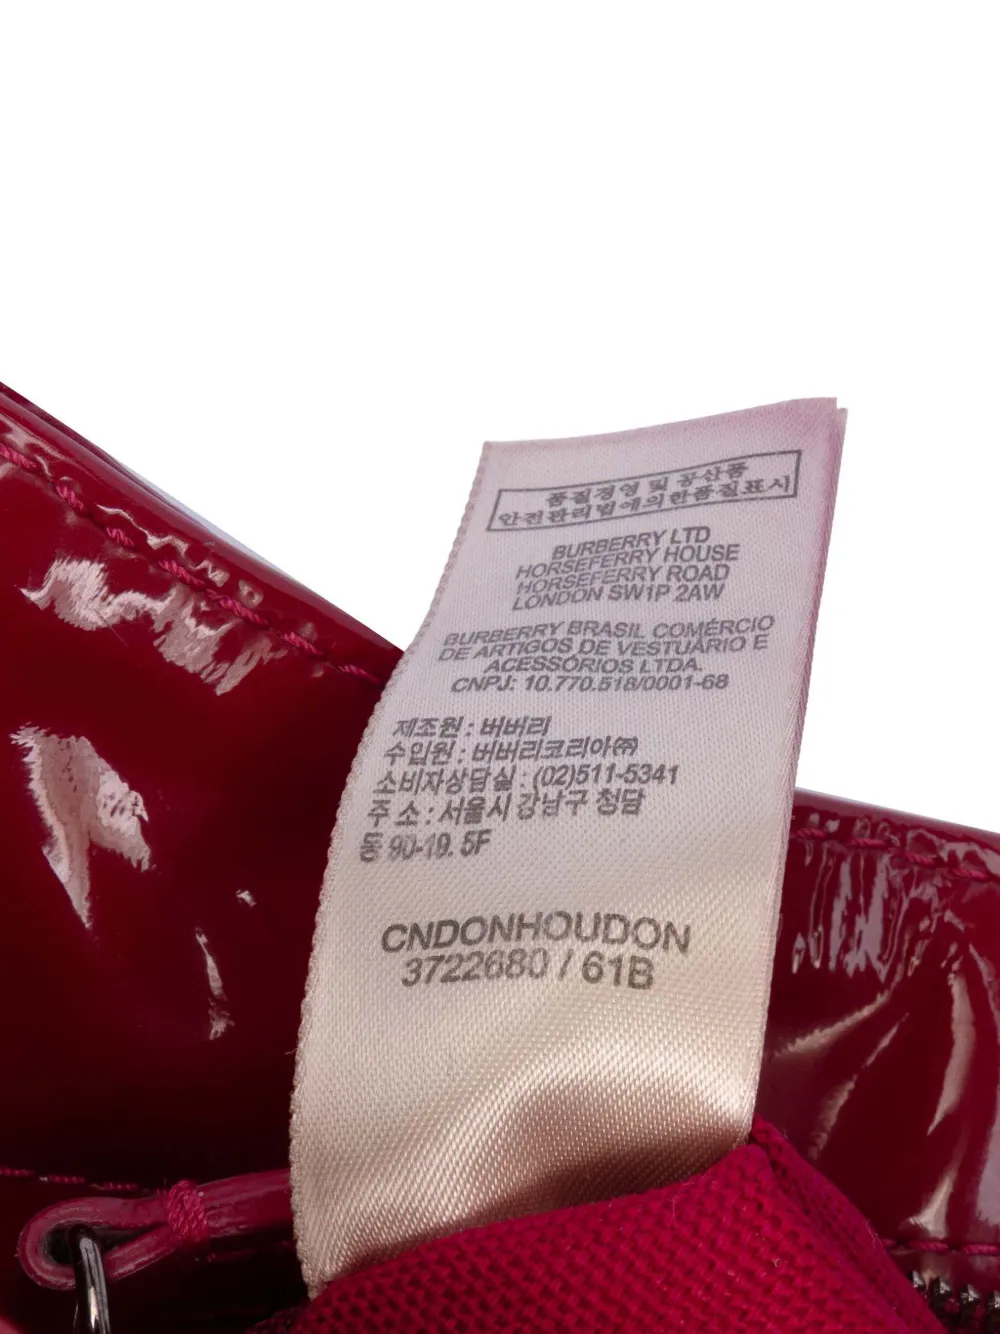 품질경영 및 공산품
안전관리법에의한품질표시
BURBERRY LTD
HORSEFERRY HOUSE
HORSEFERRY ROAD
LONDON SW1P 2AW
BURBERRY BRASIL COMÉRCIO
DE ARTIGOS DE VESTUÁRIO E
ACESSÓRIOS LTDA.
CNPJ: 10.770.518/0001-68
제조원 : 버버리
수입원 : 버버리코리아㈜
소비자상담실 : (02)511-5341
주 소 : 서울시 강남구 청담
동 90-19. 5F
CNDONHOUDON
3722680 / 61B